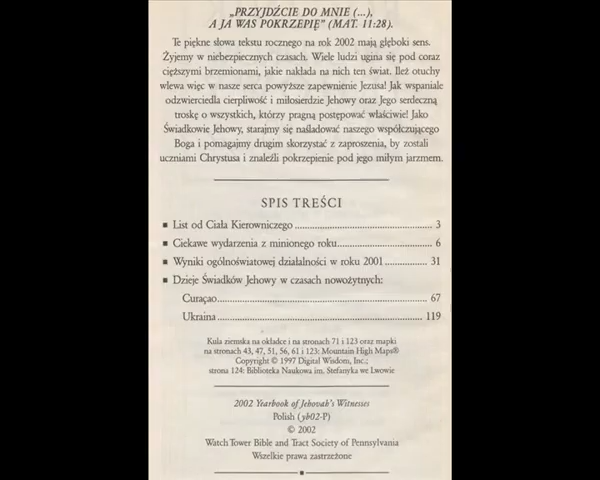 „PRZYJDŹCIE DO MNIE (...),
A JA WAS POKRZEPIĘ” (MAT. 11:28).
Te piękne słowa tekstu rocznego na rok 2002 mają głęboki sens.
Żyjemy w niebezpiecznych czasach. Wiele ludzi ugina się pod coraz
cięższymi brzemionami, jakie nakłada na nich ten świat. Ileż otuchy
wlewa więc w nasze serca powyższe zapewnienie Jezusa! Jak wspaniale
odzwierciedla cierpliwość i miłosierdzie Jehowy oraz Jego serdeczną
troskę o wszystkich, którzy pragną postępować właściwie! Jako
Świadkowie Jehowy, starajmy się naśladować naszego współczującego
Boga i pomagajmy drugim skorzystać z zaproszenia, by zostali
uczniami Chrystusa i znaleźli pokrzepienie pod jego miłym jarzmem.
SPIS TREŚCI
■ List od Ciała Kierowniczego ........ 3
■ Ciekawe wydarzenia z minionego roku ........ 6
■ Wyniki ogólnoświatowej działalności w roku 2001 ........ 31
■ Dzieje Świadków Jehowy w czasach nowożytnych:
Curaçao ........ 67
Ukraina ........ 119
Kula ziemska na okładce i na stronach 71 i 123 oraz mapki
na stronach 43, 47, 51, 56, 61 i 123: Mountain High Maps®
Copyright © 1997 Digital Wisdom, Inc.;
strona 124: Biblioteka Naukowa im. Stefanyka we Lwowie
2002 Yearbook of Jehovah's Witnesses
Polish (yb02-P)
© 2002
Watch Tower Bible and Tract Society of Pennsylvania
Wszelkie prawa zastrzeżone